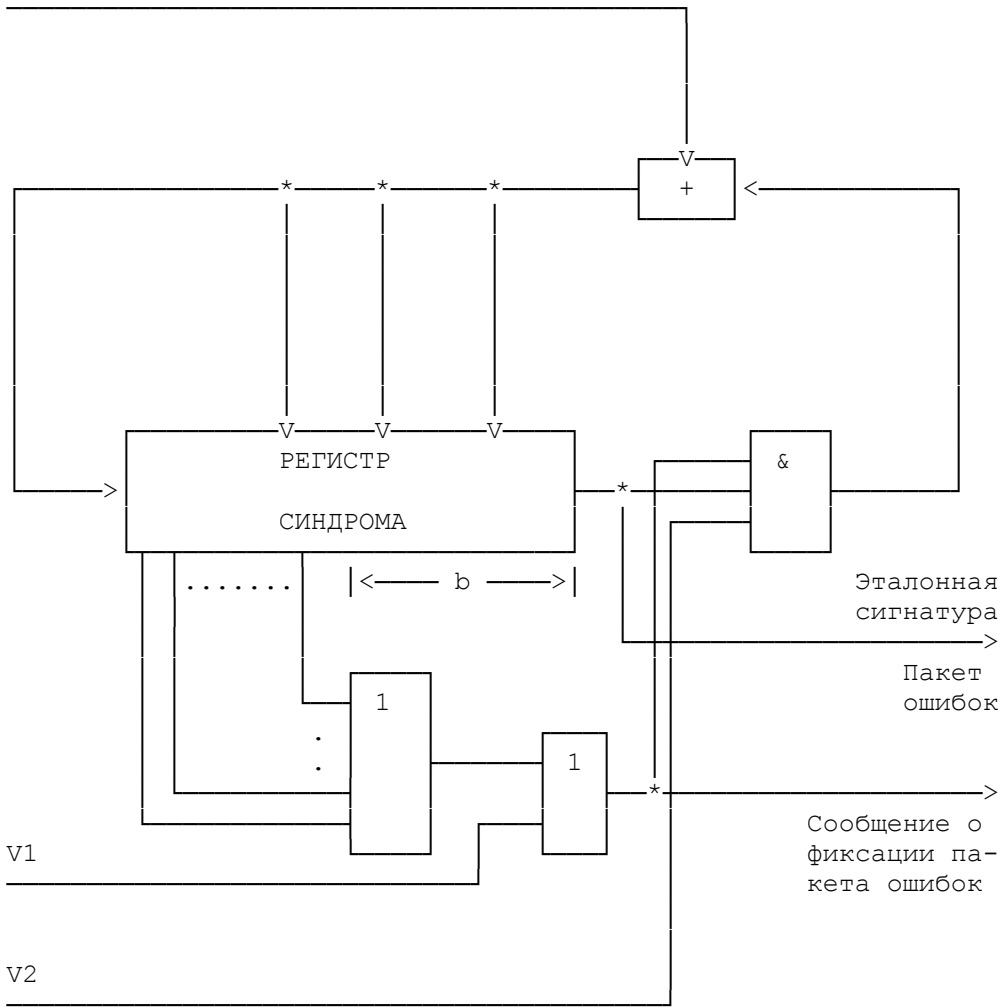 +
РЕГИСТР
СИНДРОМА
&
b
Эталонная
сигнатура
Пакет
ошибок
1
1
Сообщение о
фиксации па-
кета ошибок
V1
V2